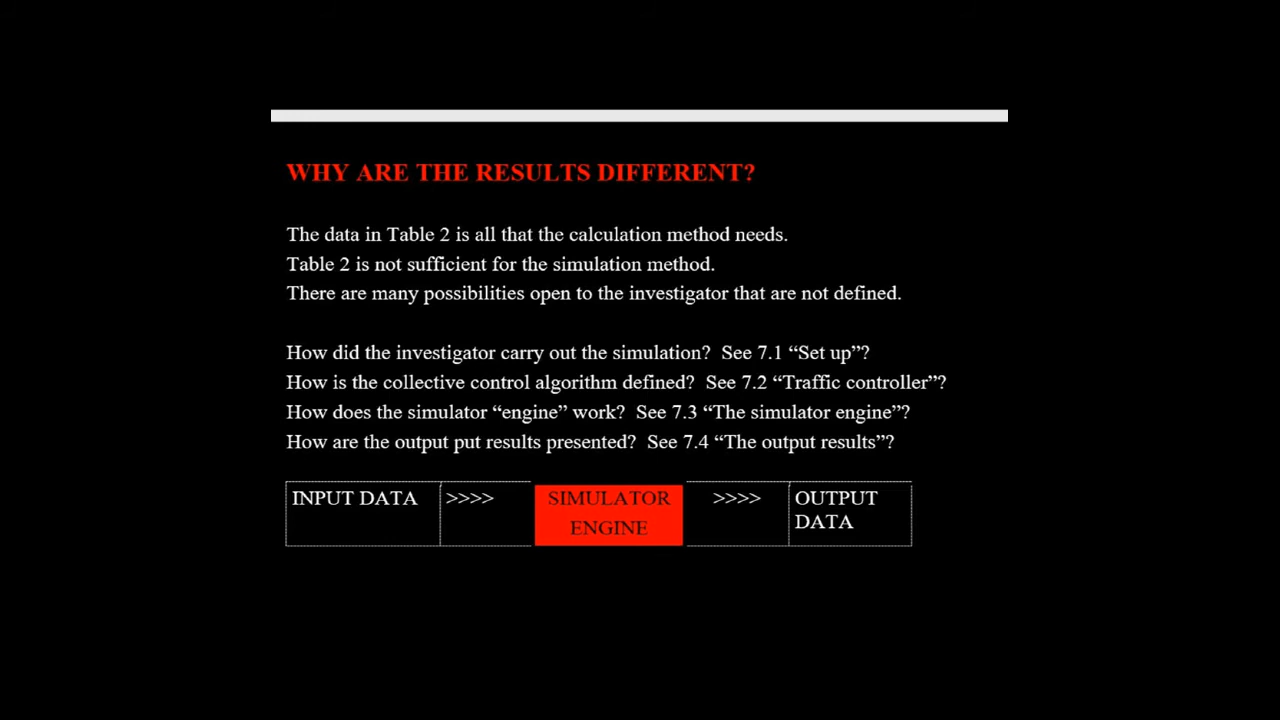 WHY ARE THE RESULTS DIFFERENT?
The data in Table 2 is all that the calculation method needs.
Table 2 is not sufficient for the simulation method.
There are many possibilities open to the investigator that are not defined.
How did the investigator carry out the simulation?  See 7.1 “Set up”?
How is the collective control algorithm defined?  See 7.2 “Traffic controller”?
How does the simulator “engine” work?  See 7.3 “The simulator engine”?
How are the output put results presented?  See 7.4 “The output results”?
INPUT DATA >>>> SIMULATOR >>>> OUTPUT
ENGINE DATA